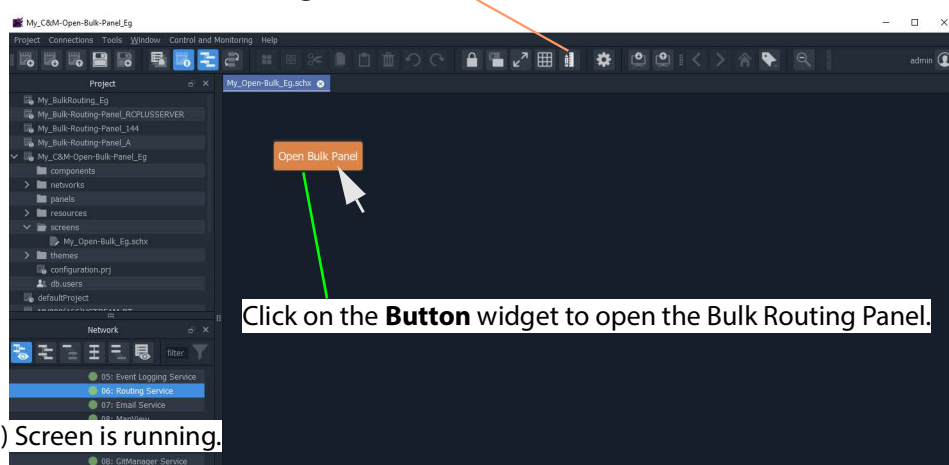 My_C&M-Open-Bulk-Panel_Eg
Project Connections Tools Window Control and Monitoring Help
admin
Project
My_Open-Bulk_Eg.schx
My_BulkRouting_Eg
My_Bulk-Routing-Panel_RCPLUSSERVER
My_Bulk-Routing-Panel_144
My_Bulk-Routing-Panel_A
My_C&M-Open-Bulk-Panel_Eg
components
networks
panels
resources
screens
My_Open-Bulk_Eg.schx
themes
configuration.prj
db.users
defaultProject
Open Bulk Panel
Click on the Button widget to open the Bulk Routing Panel.
Network
filter
05: Event Logging Service
06: Routing Service
07: Email Service
08: MapView
) Screen is running.
08: GitManager Service